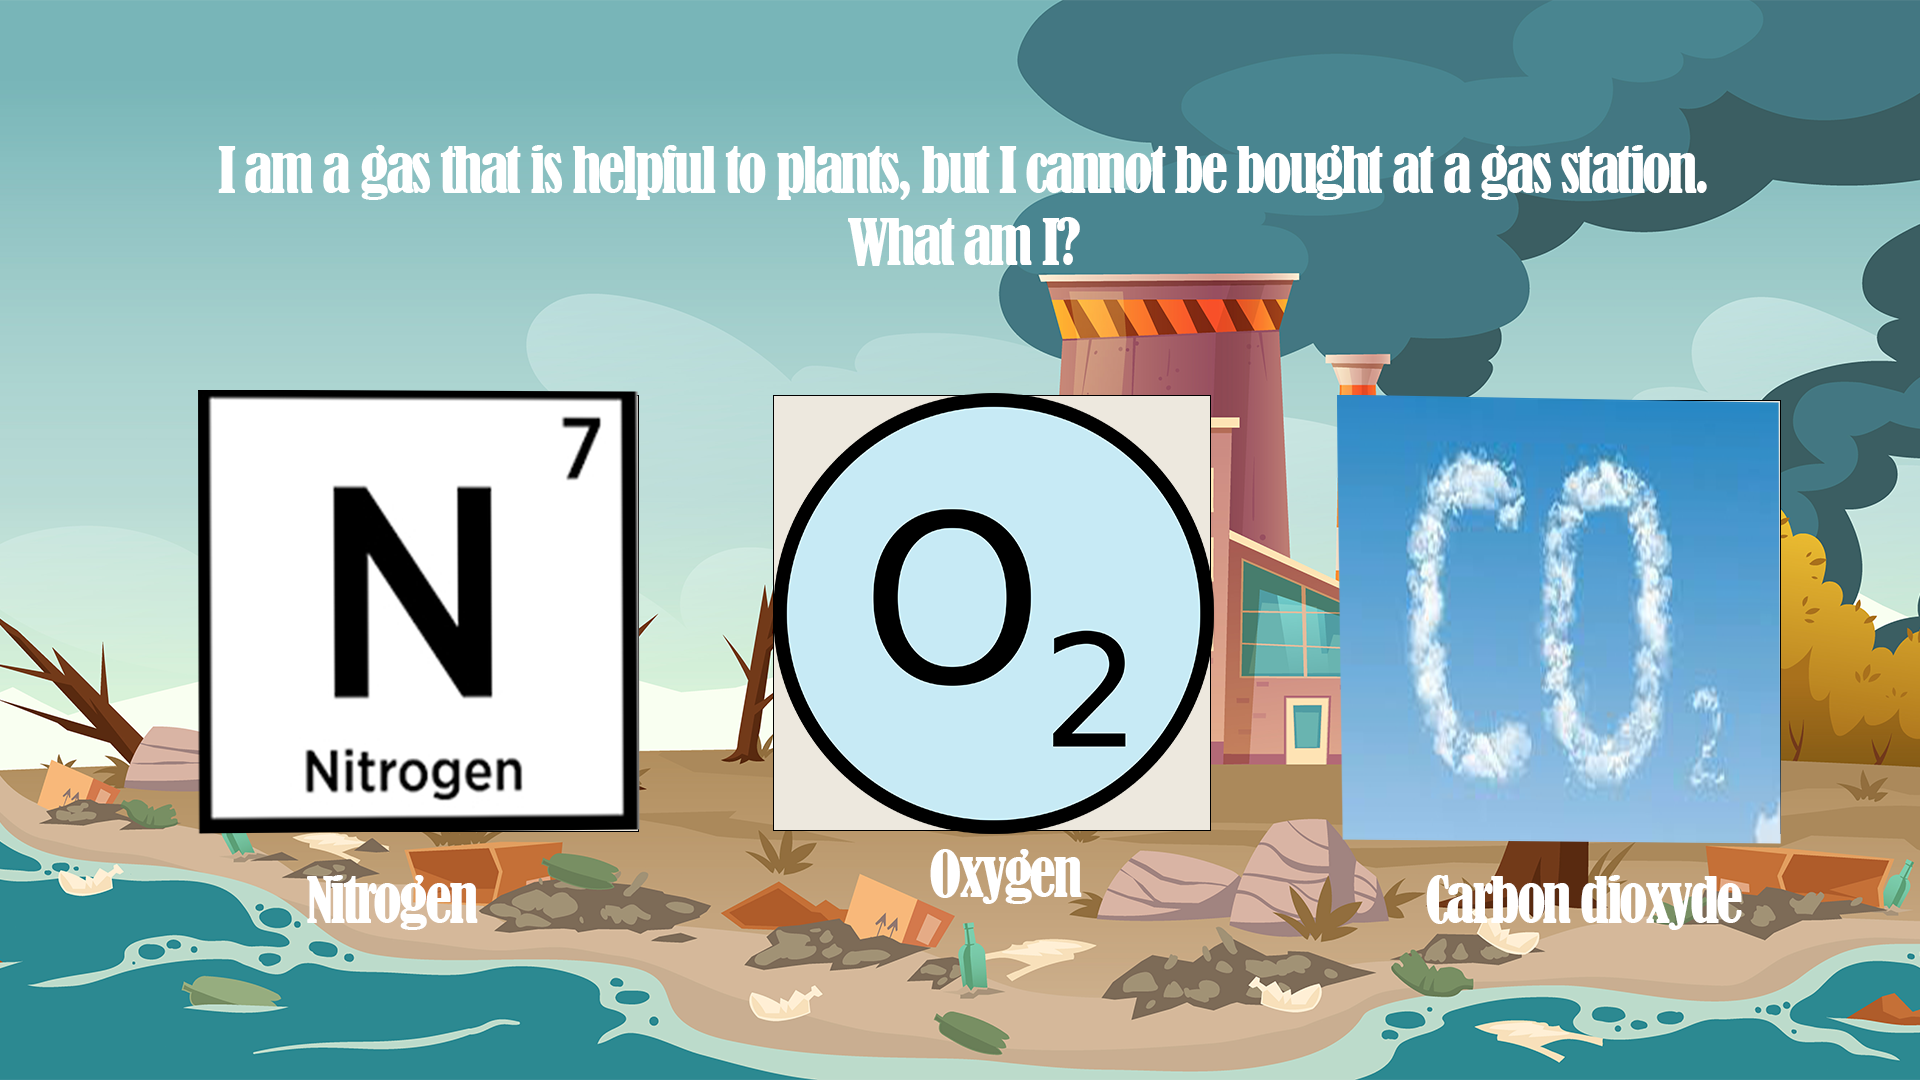 I am a gas that is helpful to plants, but I cannot be bought at a gas station.
What am I?
7
N
Nitrogen
O₂
CO₂
Nitrogen
Oxygen
Carbon dioxyde